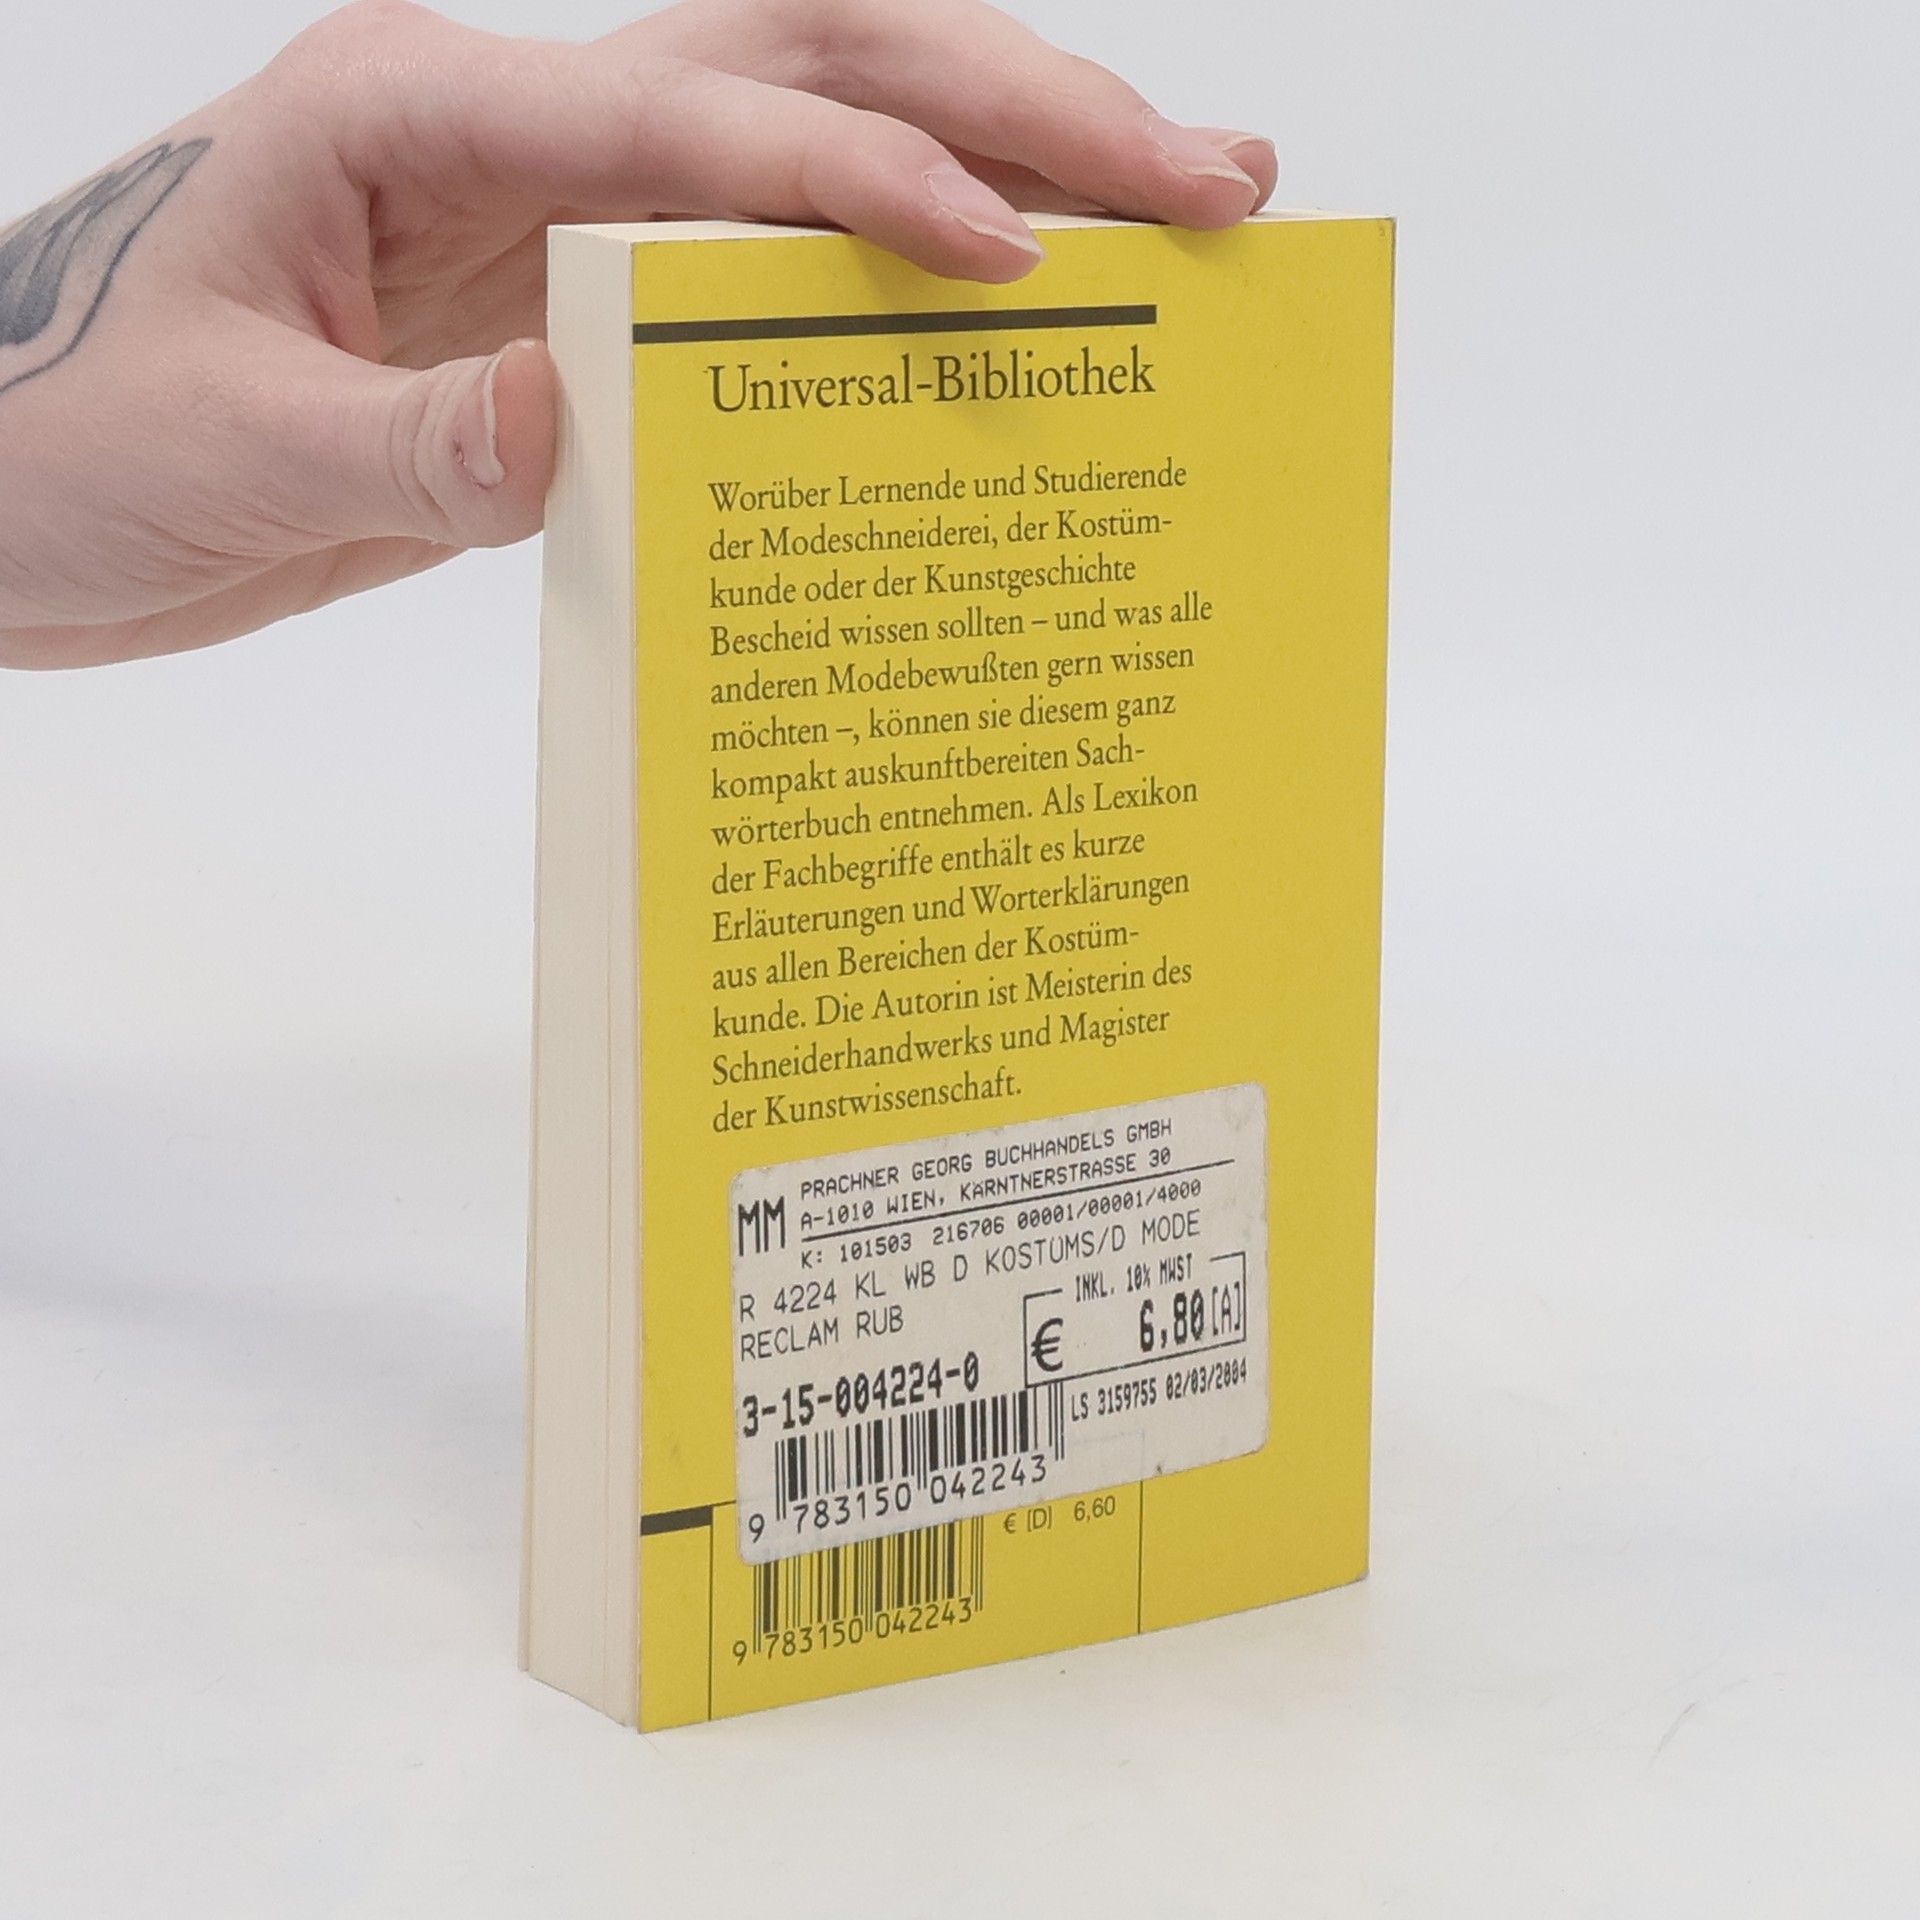 Universal-Bibliothek
Worüber Lernende und Studierende
der Modeschneiderei, der Kostüm-
kunde oder der Kunstgeschichte
Bescheid wissen sollten – und was alle
anderen Modebewußten gern wissen
möchten –, können sie diesem ganz
kompakt auskunftbereiten Sach-
wörterbuch entnehmen. Als Lexikon
der Fachbegriffe enthält es kurze
Erläuterungen und Worterklärungen
aus allen Bereichen der Kostüm-
kunde. Die Autorin ist Meisterin des
Schneiderhandwerks und Magister
der Kunstwissenschaft.
MM
PRACHNER GEORG BUCHHANDELS GMBH
A-1010 WIEN, KÄRNTNERSTRASSE 30
K: 101503 216706 00001/00001/4000
R 4224 KL WB D KOSTÜMS/D MODE
RECLAM RUB
INKL. 10% MWST
€ 6,80[A]
3-15-004224-0
LS 3159755 02/03/2004
9 783150 042243
€ [D] 6,60
9 783150 042243